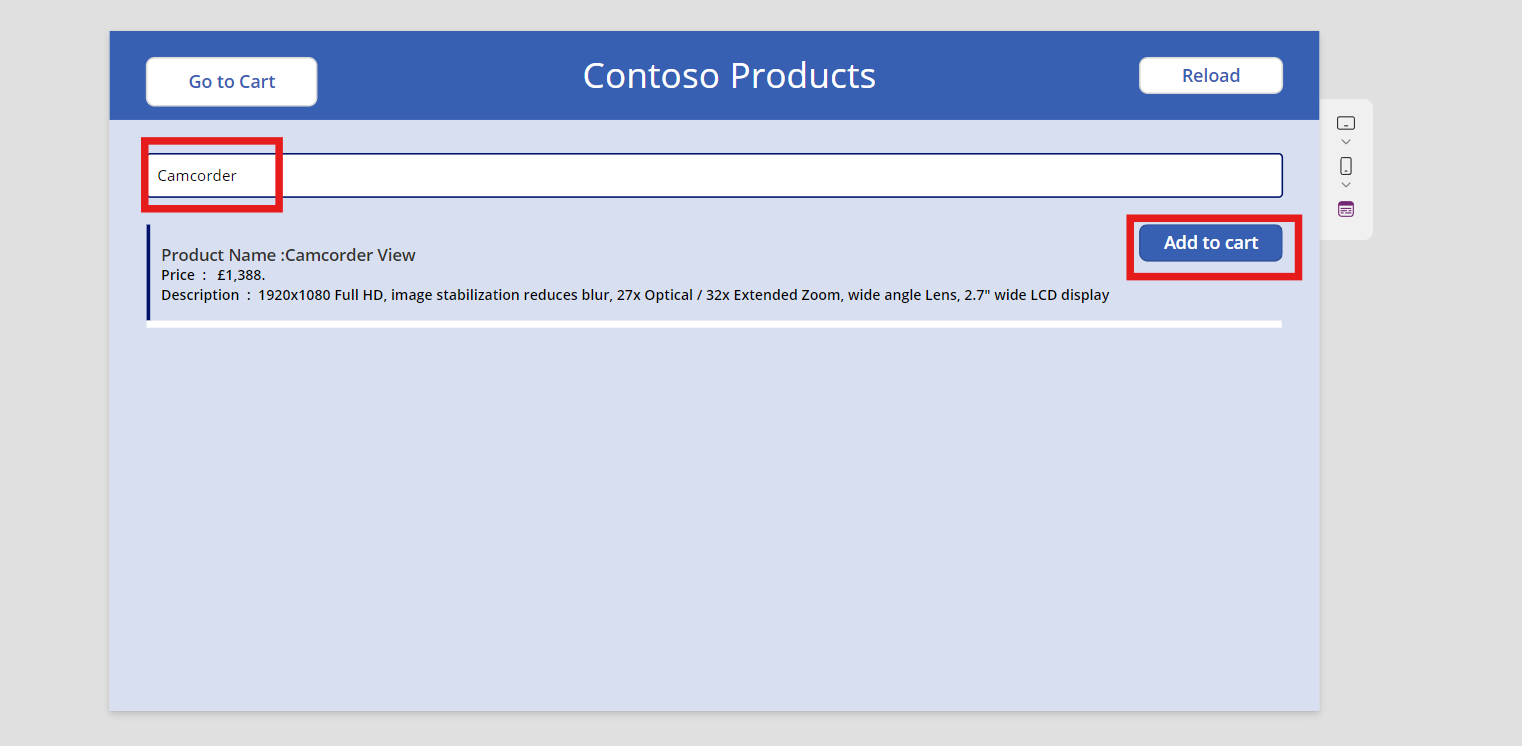 Go to Cart
Contoso Products
Reload
Camcorder
Add to cart
Product Name :Camcorder View
Price : £1,388.
Description : 1920x1080 Full HD, image stabilization reduces blur, 27x Optical / 32x Extended Zoom, wide angle Lens, 2.7" wide LCD display